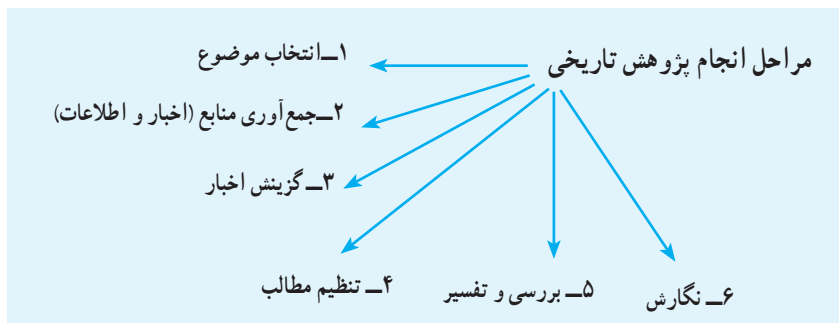 مراحل انجام پژوهش تاریخی
۱ــ انتخاب موضوع
۲ــ جمع‌آوری منابع (اخبار و اطلاعات)
۳ــ گزینش اخبار
۴ــ تنظیم مطالب
۵ــ بررسی و تفسیر
۶ــ نگارش